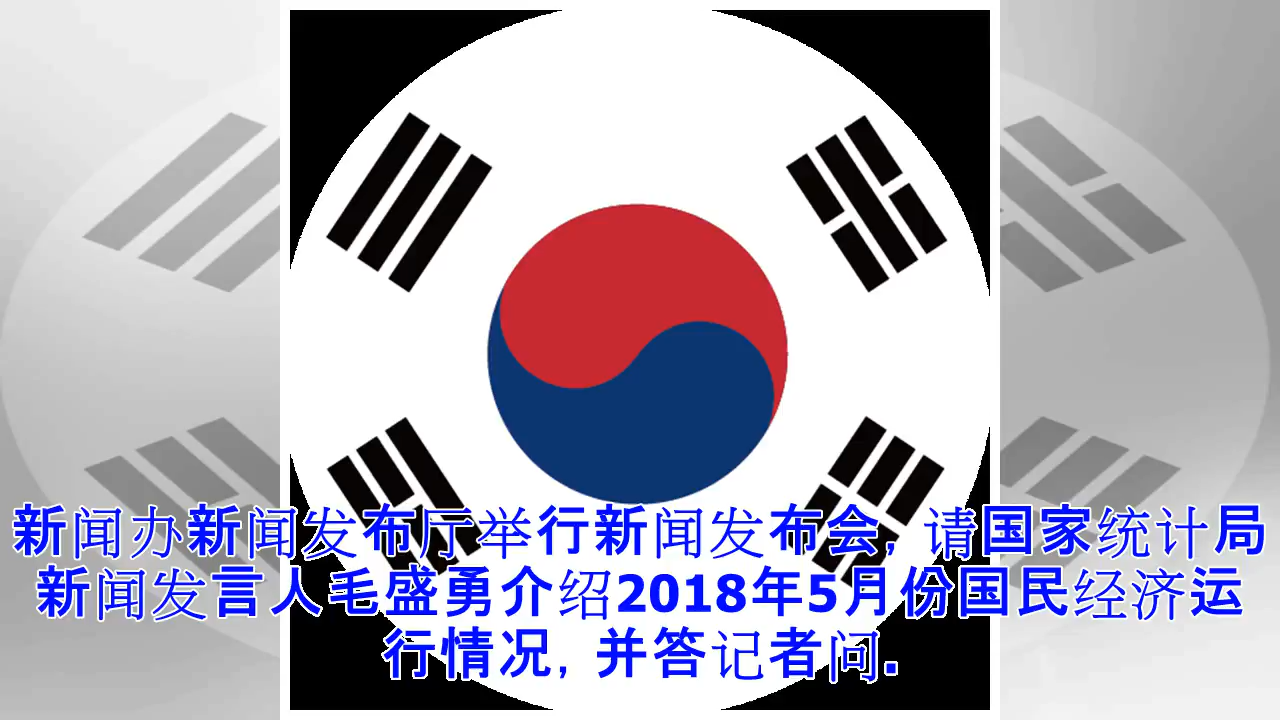 新闻办新闻发布厅举行新闻发布会, 请国家统计局
新闻发言人毛盛勇介绍2018年5月份国民经济运
行情况, 并答记者问.